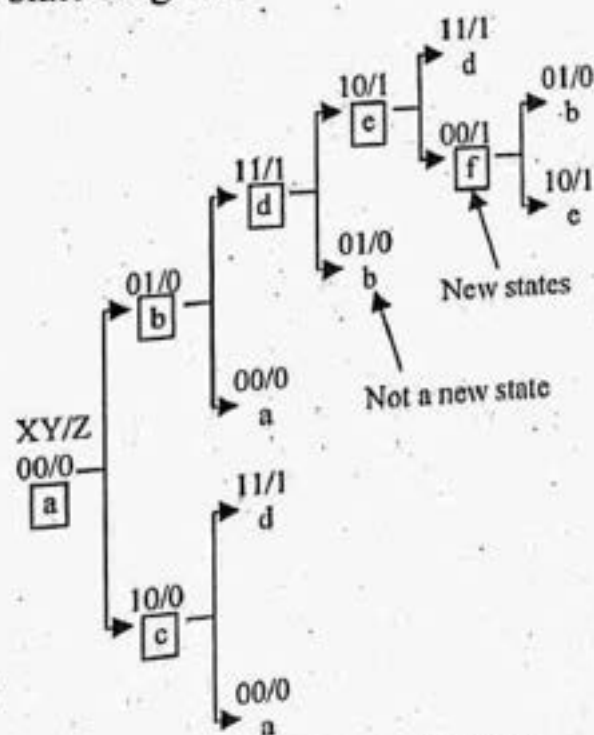 11/1
d
01/0
b
10/1
e
00/1
f
10/1
e
11/1
d
01/0
b
New states
01/0
b
Not a new state
00/0
a
XY/Z
00/0
a
11/1
d
10/0
c
00/0
a